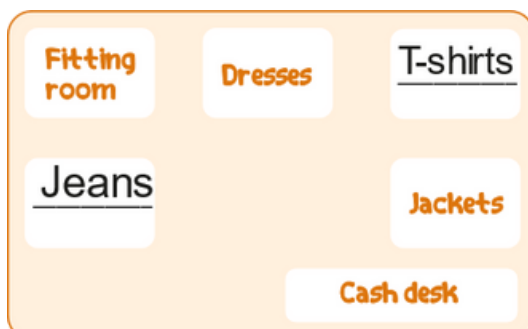 Fitting
room
Dresses
T-shirts
Jeans
Jackets
Cash desk